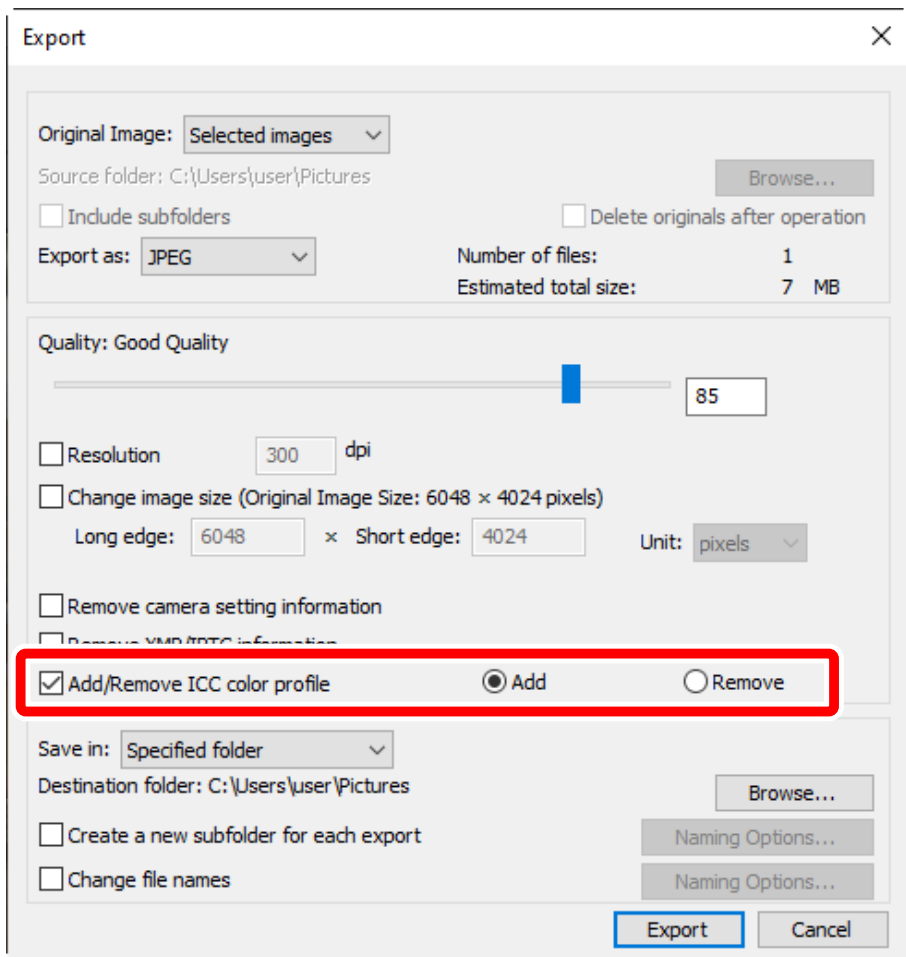 Export
Original Image: Selected images
Source folder: C:\Users\user\Pictures Browse...
Include subfolders Delete originals after operation
Export as: JPEG Number of files: 1
Estimated total size: 7 MB
Quality: Good Quality
85
Resolution 300 dpi
Change image size (Original Image Size: 6048 × 4024 pixels)
Long edge: 6048 × Short edge: 4024 Unit: pixels
Remove camera setting information
Remove XMP/IPTC information
Add/Remove ICC color profile Add Remove
Save in: Specified folder
Destination folder: C:\Users\user\Pictures Browse...
Create a new subfolder for each export Naming Options...
Change file names Naming Options...
Export Cancel